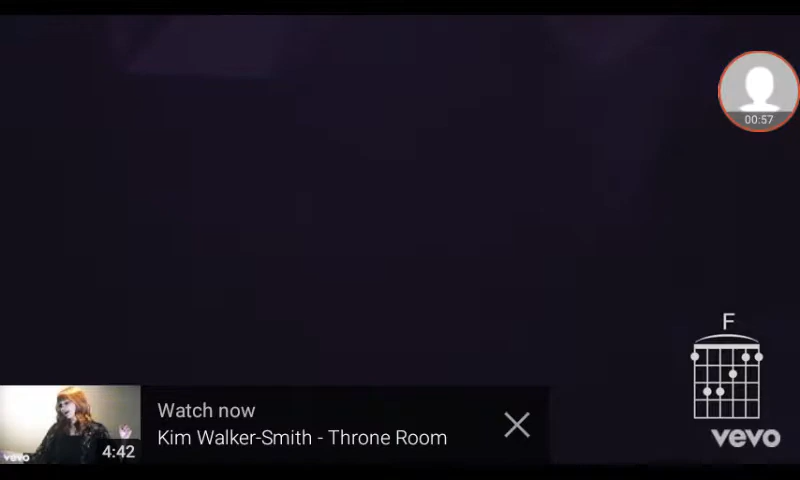 00:57
F
Watch now
Kim Walker-Smith - Throne Room
4:42
vevo
vevo